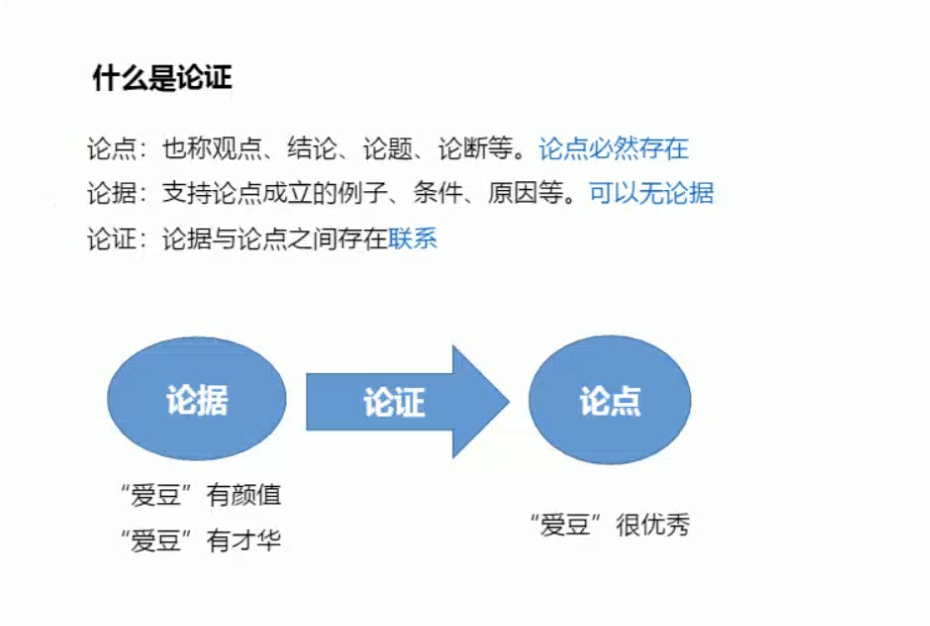 什么是论证
论点：也称观点、结论、论题、论断等。论点必然存在
论据：支持论点成立的例子、条件、原因等。可以无论据
论证：论据与论点之间存在联系
论据
论证
论点
“爱豆”有颜值
“爱豆”有才华
“爱豆”很优秀